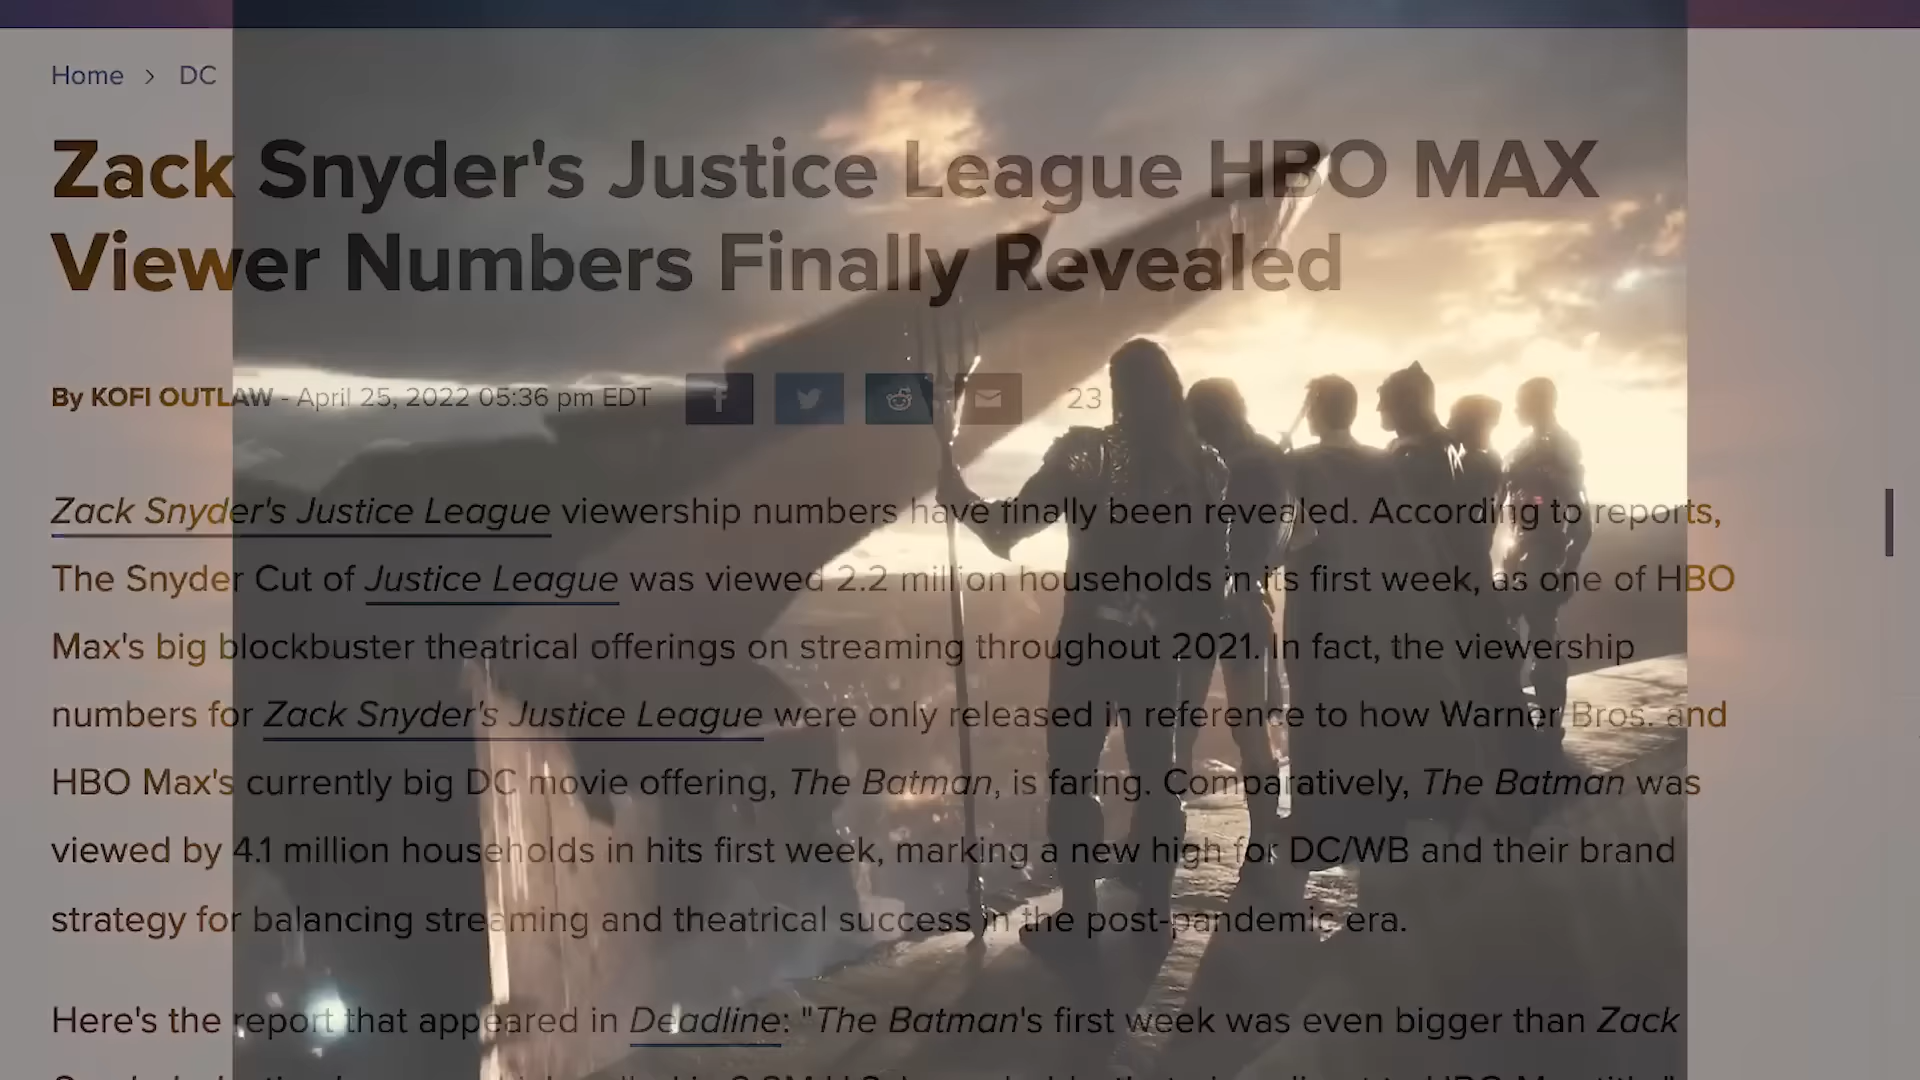 Home > DC
Zack Snyder's Justice League HBO MAX
Viewer Numbers Finally Revealed
By KOFI OUTLAW - April 25, 2022 05:36 pm EDT 23
Zack Snyder's Justice League viewership numbers have finally been revealed. According to reports,
The Snyder Cut of Justice League was viewed 2.2 million households in its first week, as one of HBO
Max's big blockbuster theatrical offerings on streaming throughout 2021. In fact, the viewership
numbers for Zack Snyder's Justice League were only released in reference to how Warner Bros. and
HBO Max's currently big DC movie offering, The Batman, is faring. Comparatively, The Batman was
viewed by 4.1 million households in hits first week, marking a new high for DC/WB and their brand
strategy for balancing streaming and theatrical success in the post-pandemic era.
Here's the report that appeared in Deadline: "The Batman's first week was even bigger than Zack